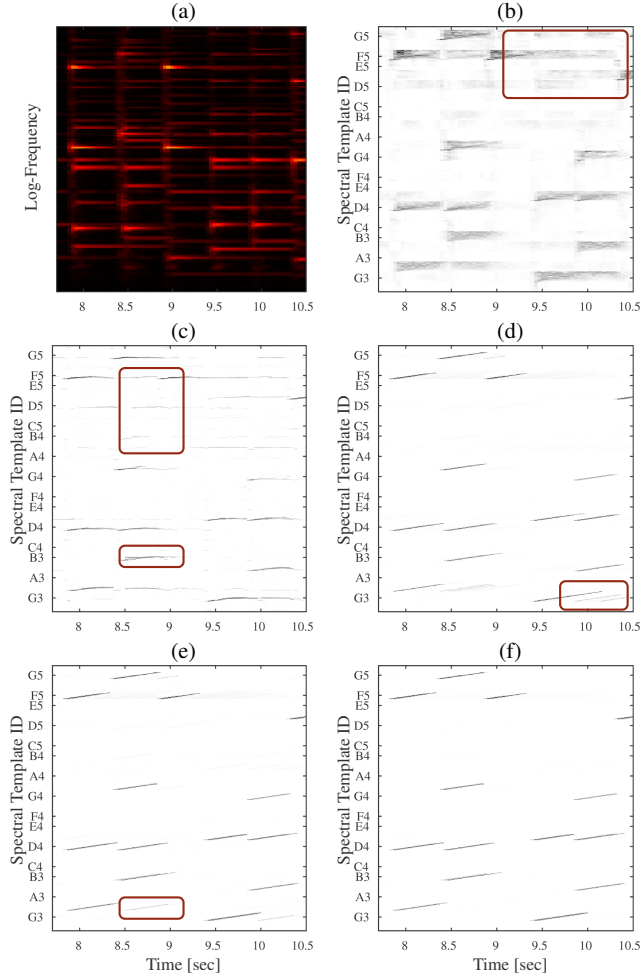 (a)
Log-Frequency
8 8.5 9 9.5 10 10.5
(b)
Spectral Template ID
G5
F5
E5
D5
C5
B4
A4
G4
F4
E4
D4
C4
B3
A3
G3
8 8.5 9 9.5 10 10.5
(c)
Spectral Template ID
G5
F5
E5
D5
C5
B4
A4
G4
F4
E4
D4
C4
B3
A3
G3
8 8.5 9 9.5 10 10.5
(d)
Spectral Template ID
G5
F5
E5
D5
C5
B4
A4
G4
F4
E4
D4
C4
B3
A3
G3
8 8.5 9 9.5 10 10.5
(e)
Spectral Template ID
G5
F5
E5
D5
C5
B4
A4
G4
F4
E4
D4
C4
B3
A3
G3
8 8.5 9 9.5 10 10.5
Time [sec]
(f)
Spectral Template ID
G5
F5
E5
D5
C5
B4
A4
G4
F4
E4
D4
C4
B3
A3
G3
8 8.5 9 9.5 10 10.5
Time [sec]